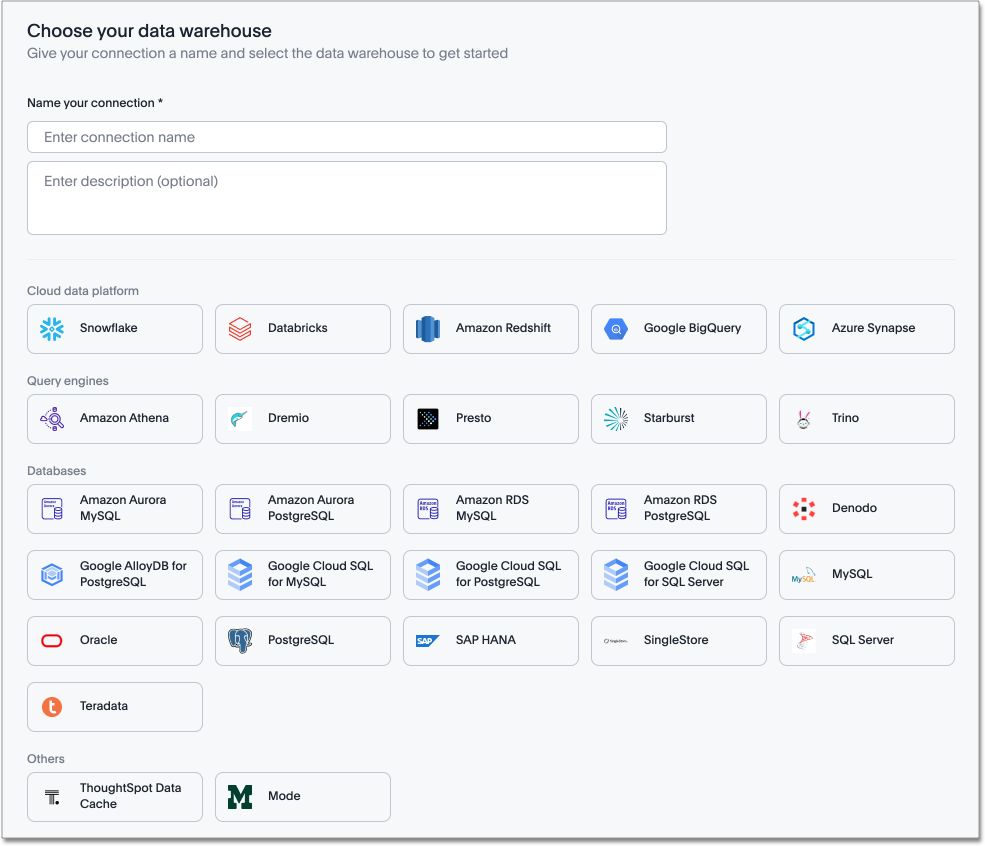 Choose your data warehouse
Give your connection a name and select the data warehouse to get started
Name your connection *
Enter connection name
Enter description (optional)
Cloud data platform
Snowflake
Databricks
Amazon Redshift
Google BigQuery
Azure Synapse
Query engines
Amazon Athena
Dremio
Presto
Starburst
Trino
Databases
Amazon Aurora
MySQL
Amazon Aurora
PostgreSQL
Amazon RDS
MySQL
Amazon RDS
PostgreSQL
Denodo
Google AlloyDB for
PostgreSQL
Google Cloud SQL
for MySQL
Google Cloud SQL
for PostgreSQL
Google Cloud SQL
for SQL Server
MySQL
MySQL
Oracle
PostgreSQL
SAP
SAP HANA
SingleStore
SQL Server
Teradata
Others
ThoughtSpot Data
Cache
Mode